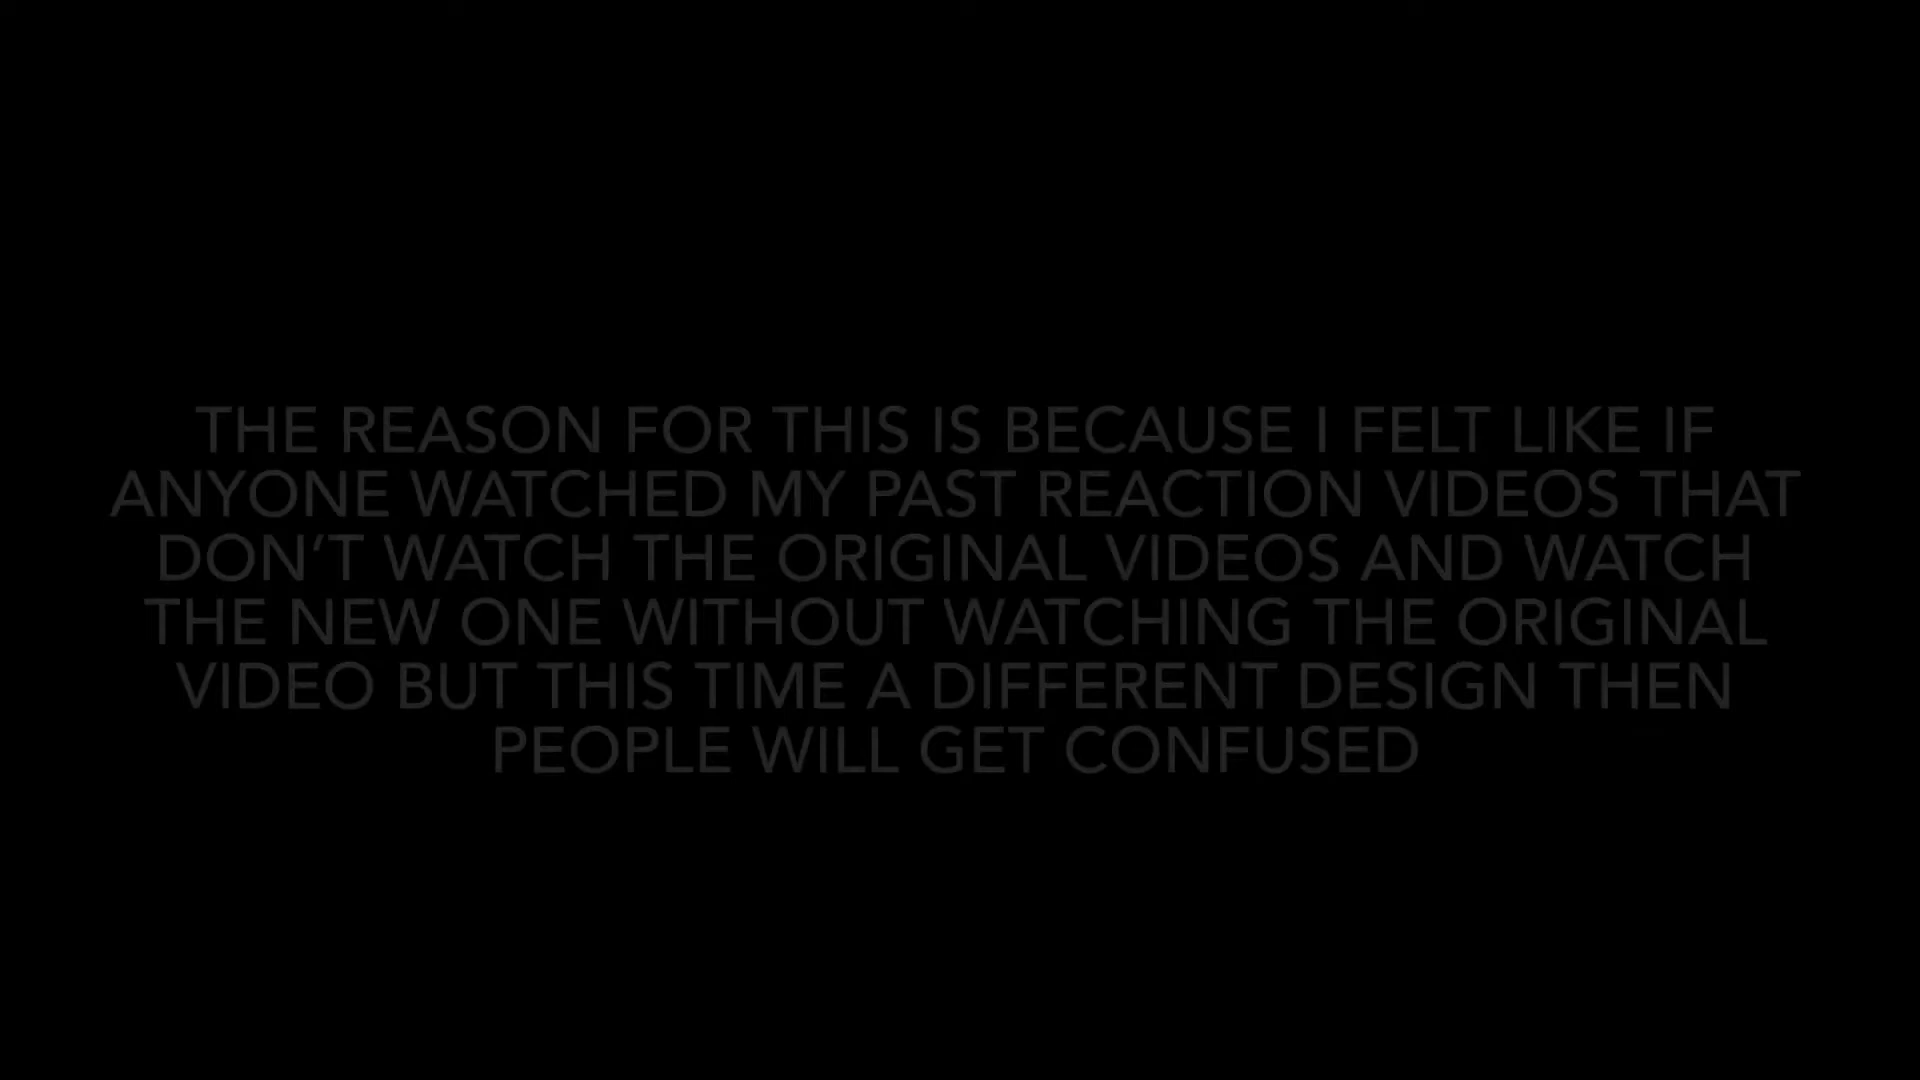 THE REASON FOR THIS IS BECAUSE I FELT LIKE IF
ANYONE WATCHED MY PAST REACTION VIDEOS THAT
DON’T WATCH THE ORIGINAL VIDEOS AND WATCH
THE NEW ONE WITHOUT WATCHING THE ORIGINAL
VIDEO BUT THIS TIME A DIFFERENT DESIGN THEN
PEOPLE WILL GET CONFUSED